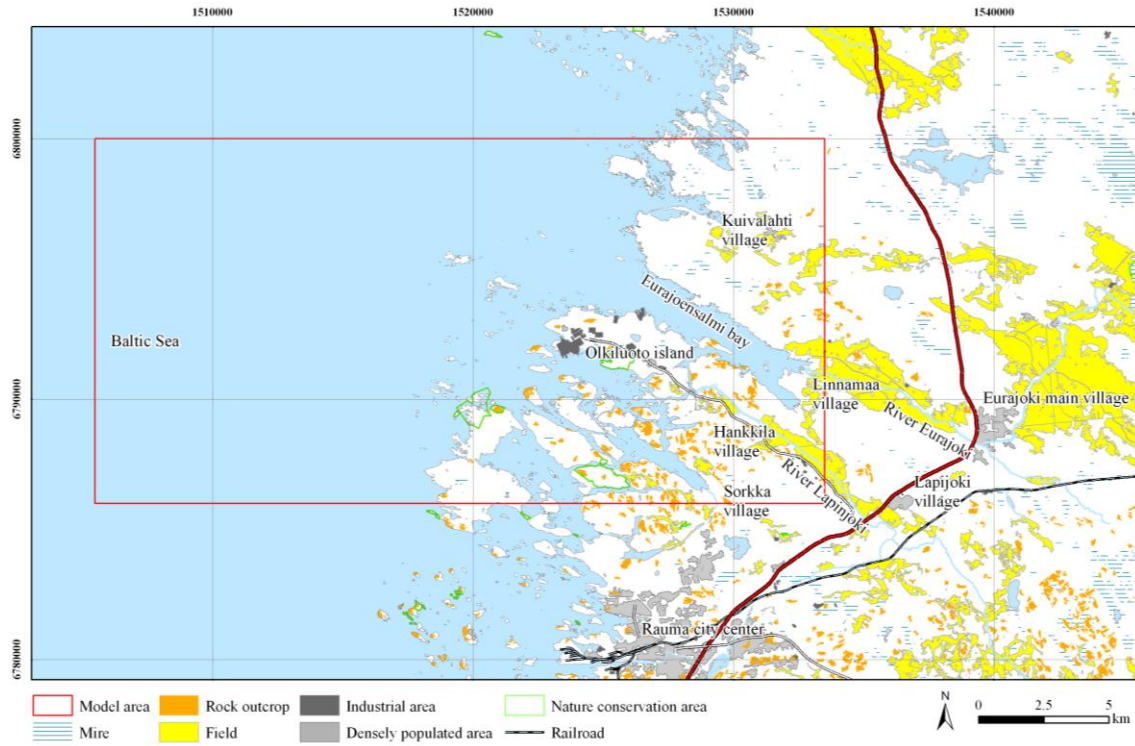 1510000
1520000
1530000
1540000
6800000
6790000
6780000
Kuivalahti
village
Eurajoensalmi bay
Baltic Sea
Olkiluoto island
Linnamaa
village
Eurajoki main village
River Eurajoki
Hankkila
village
River Lapinjoki
Lapijoki
village
Sorkka
village
Rauma city center
Model area
Rock outcrop
Industrial area
Nature conservation area
Mire
Field
Densely populated area
Railroad
N
0 2.5 5
km